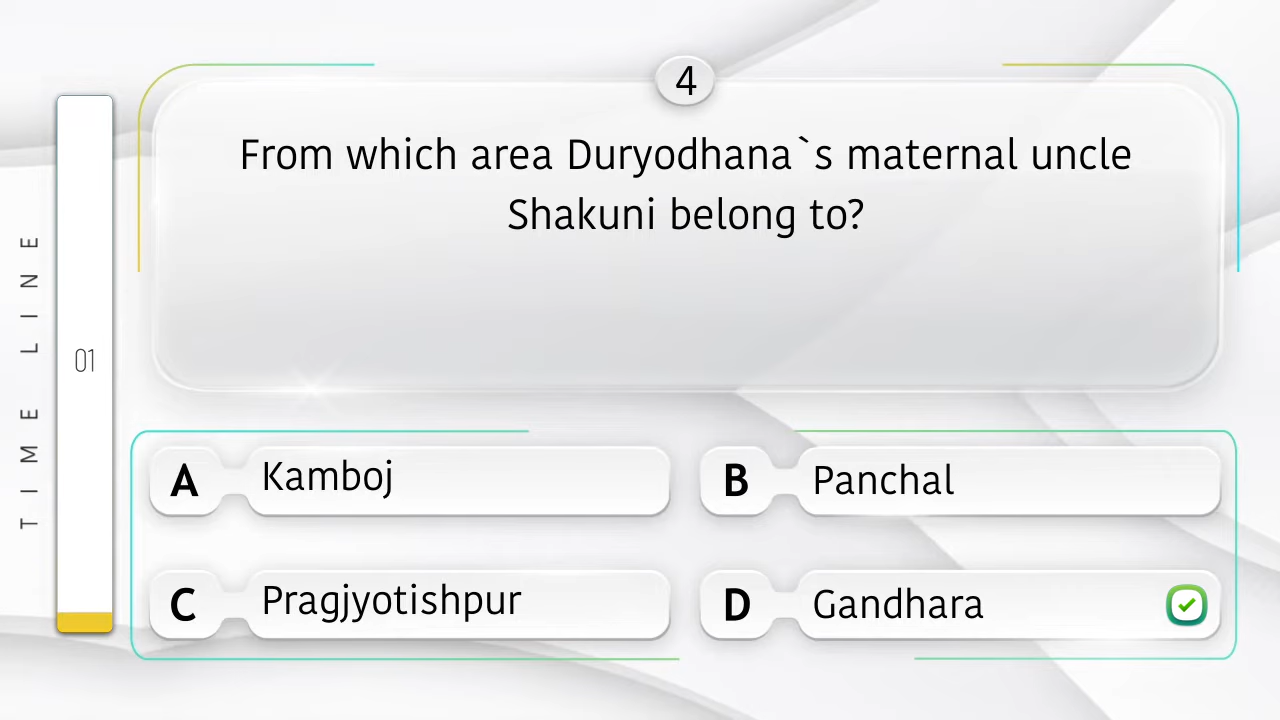 4
From which area Duryodhana`s maternal uncle
Shakuni belong to?
TIME LINE
01
A Kamboj
B Panchal
C Pragjyotishpur
D Gandhara